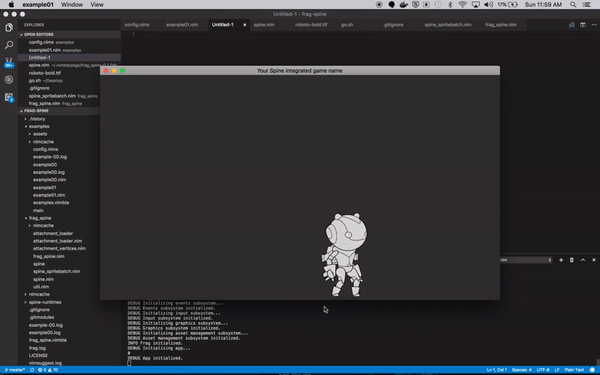 example01 Window View
17% Sun 11:59 AM
Untitled-1 — frag-spine
EXPLORER
config.nims example01.nim Untitled-1 spine.nim roboto-bold.ttf go.sh .gitignore spine_spritebatch.nim frag_spine.nim
OPEN EDITORS
config.nims examples
example01.nim examples
Untitled-1
spine.nim
roboto-bold.ttf
go.sh ~/Desktop
.gitignore
spine_spritebatch.nim frag_spine
frag_spine.nim frag_spine
FRAG-SPINE
.history
examples
assets
nimcache
config.nims
example-00.log
example00
example00.nim
example01
example01.nim
examples.nimble
main
frag_spine
nimcache
attachment_loader
attachment_loader.nim
attachment_vertices.nim
frag_spine.nim
spine
spine_spritebatch.nim
spine.nim
util.nim
nimcache
spine-runtimes
.gitignore
.gitmodules
example-00.log
frag_spine.nimble
frag.log
LICENSE
nimsuggest.log
1
Your Spine integrated game name
DEBUG Initializing events subsystem...
DEBUG Events subsystem initialized.
DEBUG Initializing input subsystem...
DEBUG Input subsystem initialized.
DEBUG Initializing graphics subsystem...
DEBUG Graphics subsystem initialized.
DEBUG Initializing asset management subsystem...
DEBUG Asset management subsystem initialized.
INFO Frag initialized.
DEBUG Initializing app...
DEBUG App initialized.
master* 0 10
Ln 1, Col 1 Spaces: 4 UTF-8 LF Plain Text